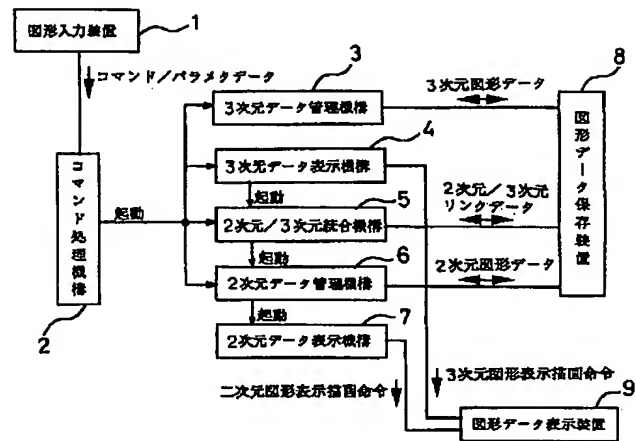 1
図形入力装置
コマンド/パラメタデータ
コマンド処理機構
2
起動
3
3次元データ管理機構
3次元図形データ
4
3次元データ表示機構
起動
5
2次元/3次元統合機構
2次元/3次元
リンクデータ
起動
6
2次元データ管理機構
2次元図形データ
起動
7
2次元データ表示機構
8
図形データ保存装置
二次元図形表示描画命令
3次元図形表示描画命令
9
図形データ表示装置